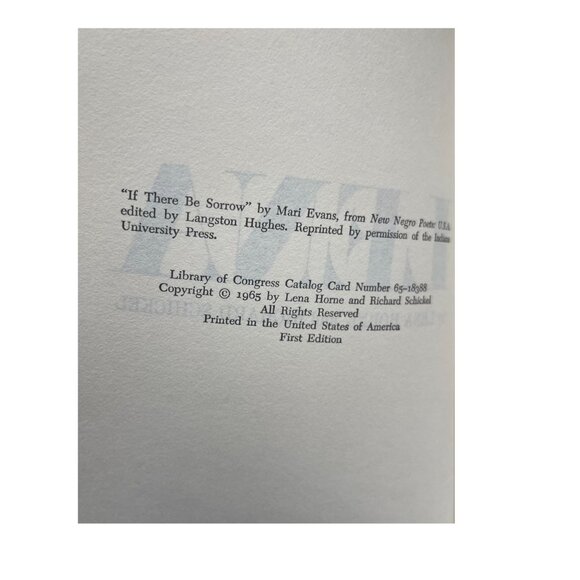 "If There Be Sorrow" by Mari Evans, from New Negro Poets: U.S.A.
edited by Langston Hughes. Reprinted by permission of the Indiana
University Press.
Library of Congress Catalog Card Number 65-18388
Copyright © 1965 by Lena Horne and Richard Schickel
All Rights Reserved
Printed in the United States of America
First Edition